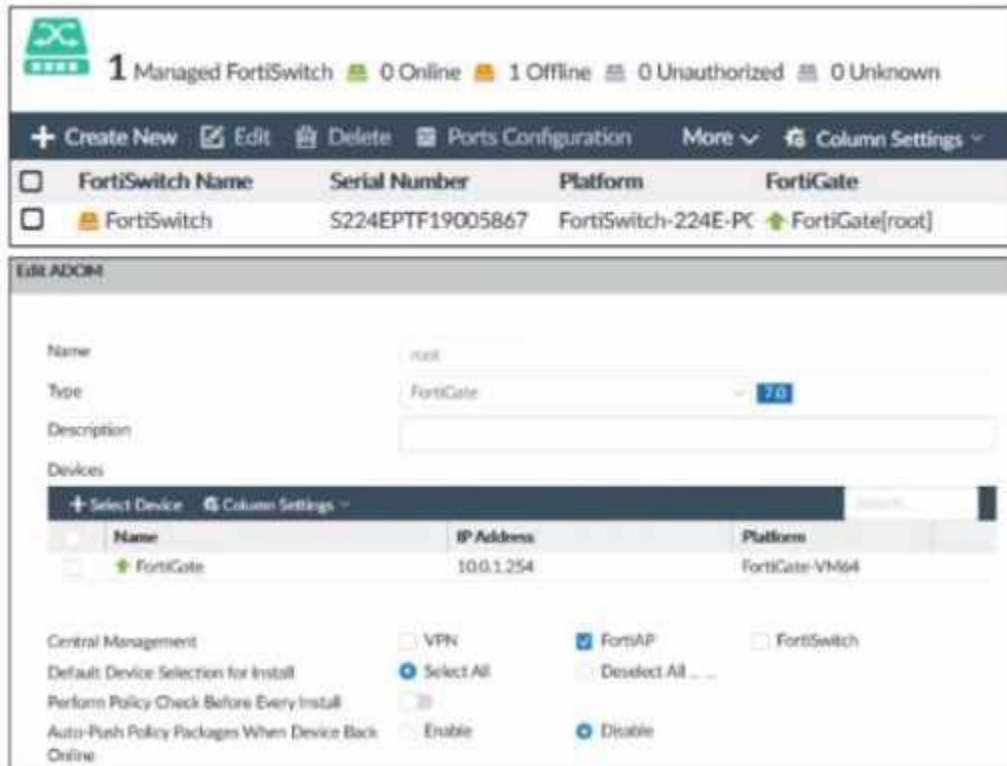 1 Managed FortiSwitch 0 Online 1 Offline 0 Unauthorized 0 Unknown
+ Create New Edit Delete Ports Configuration More Column Settings
FortiSwitch Name Serial Number Platform FortiGate
FortiSwitch S224EPTF19005867 FortiSwitch-224E-PC FortiGate[root]
Edit ADOM
Name root
Type FortiGate 7.0
Description
Devices
+ Select Device Column Settings
Name IP Address Platform
FortiGate 10.0.1.254 FortiGate-VM64
Central Management VPN FortiAP FortiSwitch
Default Device Selection for Install Select All Deselect All
Perform Policy Check Before Every Install
Auto-Push Policy Packages When Device Back Enable Disable
Online